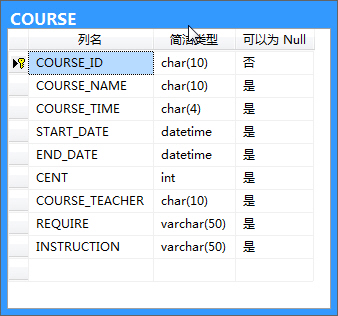 COURSE
列名 简洁类型 可以为 Null
COURSE_ID char(10) 否
COURSE_NAME char(10) 是
COURSE_TIME char(4) 是
START_DATE datetime 是
END_DATE datetime 是
CENT int 是
COURSE_TEACHER char(10) 是
REQUIRE varchar(50) 是
INSTRUCTION varchar(50) 是